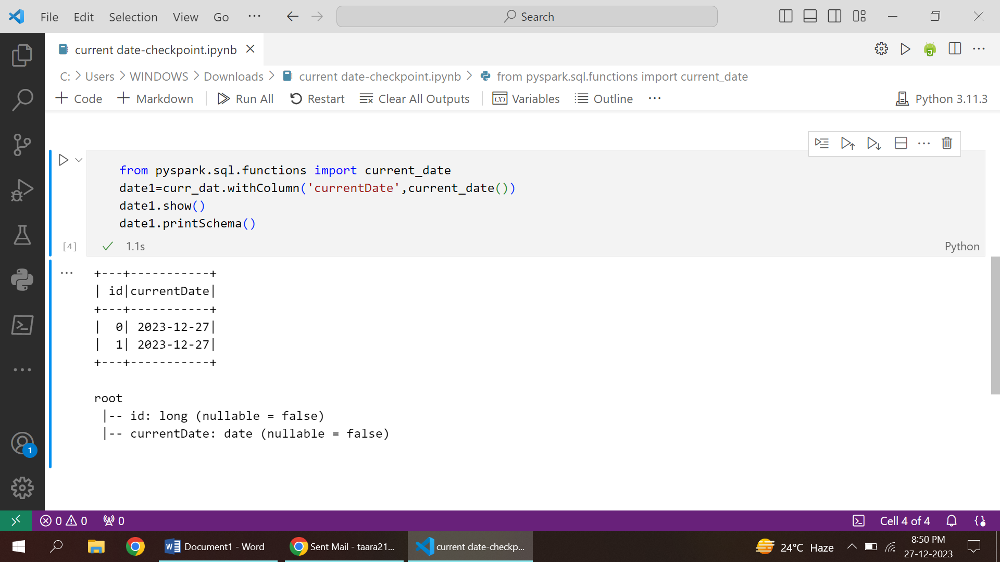 File Edit Selection View Go ... Search
current date-checkpoint.ipynb
C: > Users > WINDOWS > Downloads > current date-checkpoint.ipynb > from pyspark.sql.functions import current_date
+ Code + Markdown Run All Restart Clear All Outputs (x) Variables Outline ... Python 3.11.3
from pyspark.sql.functions import current_date
date1=curr_dat.withColumn('currentDate',current_date())
date1.show()
date1.printSchema()
[4] 1.1s Python
+---+-----------+
| id|currentDate|
+---+-----------+
|  0| 2023-12-27|
|  1| 2023-12-27|
+---+-----------+
root
 |-- id: long (nullable = false)
 |-- currentDate: date (nullable = false)
1
0 0 0 Cell 4 of 4
Document1 - Word Sent Mail - taara21... current date-checkp... 24°C Haze 8:50 PM
27-12-2023